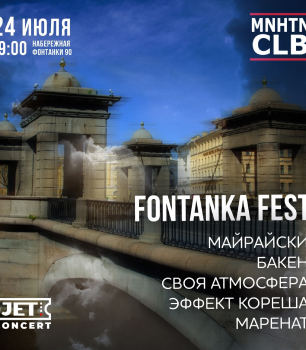 24 ИЮЛЯ
9:00 НАБЕРЕЖНАЯ
ФОНТАНКИ 90
MNHTN
CLB
FONTANKA FEST
МАЙРАЙСКИ
БАКЕН
СВОЯ АТМОСФЕРА
ЭФФЕКТ КОРЕША
МАРЕНАТ
JET
ONCERT